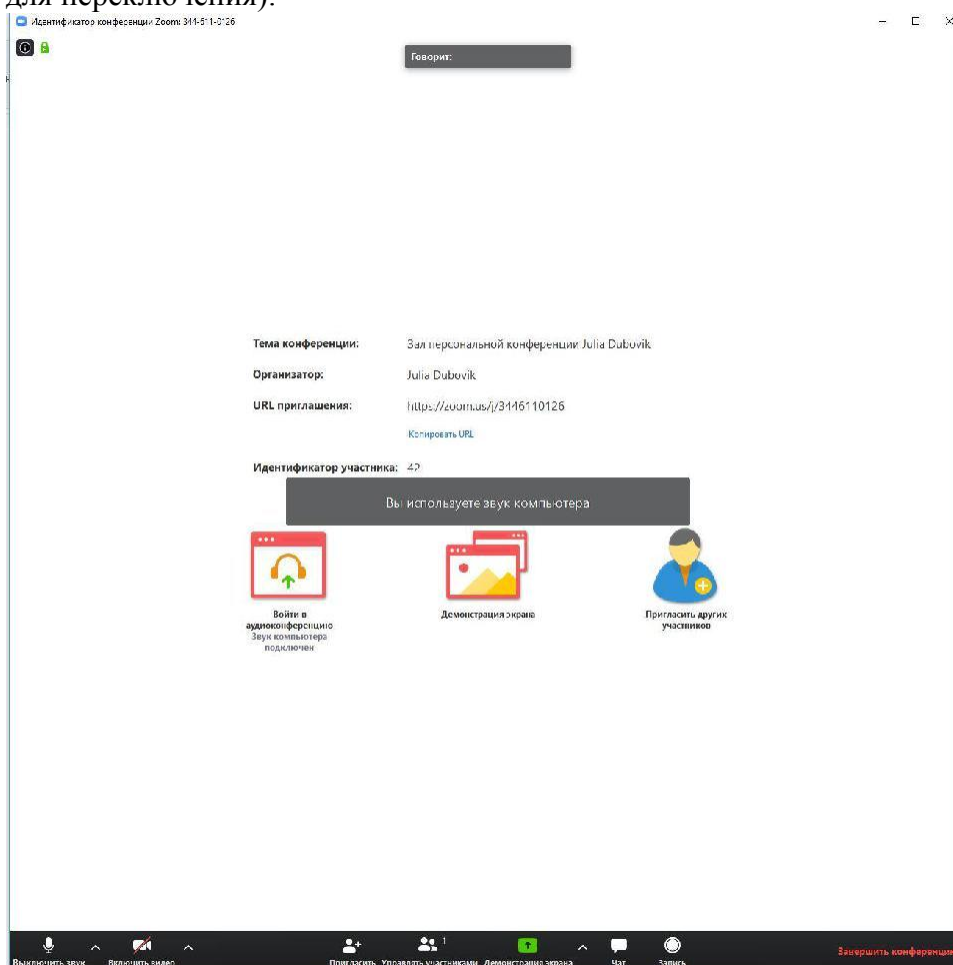 для переключения).
Идентификатор конференции Zoom: 344-611-0126
Говорит:
Тема конференции: Зал персональной конференции Julia Dubovik
Организатор: Julia Dubovik
URL приглашения: https://zoom.us/j/3446110126
Копировать URL
Идентификатор участника: 42
Вы используете звук компьютера
Войти в
аудиоконференцию
Звук компьютера
подключен
Демонстрация экрана
Пригласить других
участников
1
Выключить звук Включить видео Пригласить Управлять участниками Демонстрация экрана Чат Запись Завершить конференцию